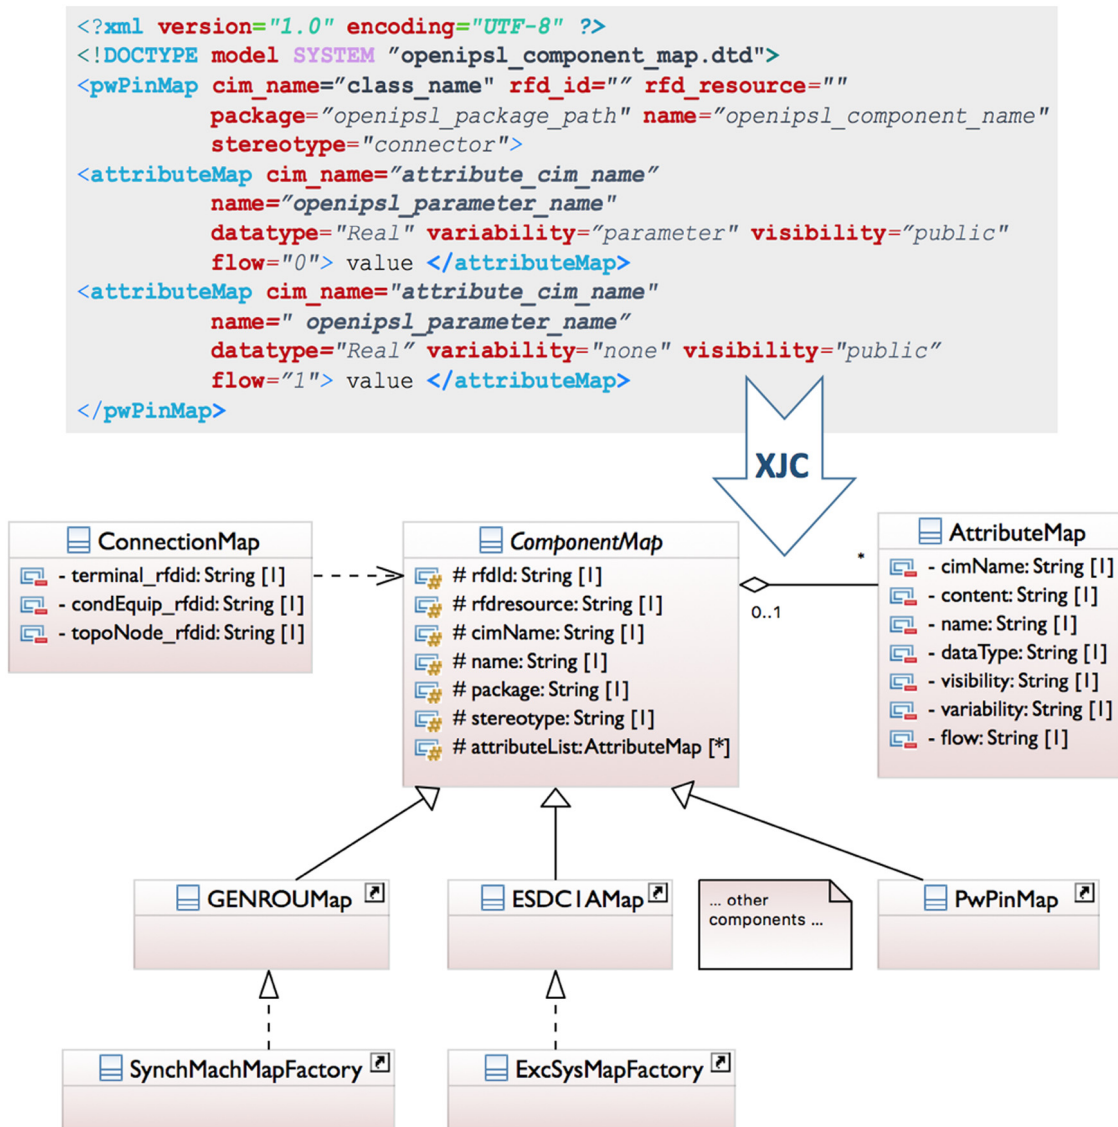 <?xml version="1.0" encoding="UTF-8" ?>
<!DOCTYPE model SYSTEM ”openipsl_component_map.dtd">
<pwPinMap cim_name=”class_name" rfd_id=”” rfd_resource=""
package=”openipsl_package_path" name=”openipsl_component_name"
stereotype="connector">
<attributeMap cim_name=”attribute_cim_name”
name=”openipsl_parameter_name"
datatype="Real" variability=”parameter" visibility=”public"
flow="0"> value </attributeMap>
<attributeMap cim_name="attribute_cim_name"
name=" openipsl_parameter_name”
datatype="Real” variability="none" visibility="public”
flow=”1"> value </attributeMap>
</pwPinMap>
XJC
ConnectionMap
- terminal_rfdid: String [1]
- condEquip_rfdid: String [1]
- topoNode_rfdid: String [1]
ComponentMap
# rfdId: String [1]
# rfdresource: String [1]
# cimName: String [1]
# name: String [1]
# package: String [1]
# stereotype: String [1]
# attributeList: AttributeMap [*]
0..1
*
AttributeMap
- cimName: String [1]
- content: String [1]
- name: String [1]
- dataType: String [1]
- visibility: String [1]
- variability: String [1]
- flow: String [1]
GENROUMap
ESDC1AMap
... other
components ...
PwPinMap
SynchMachMapFactory
ExcSysMapFactory